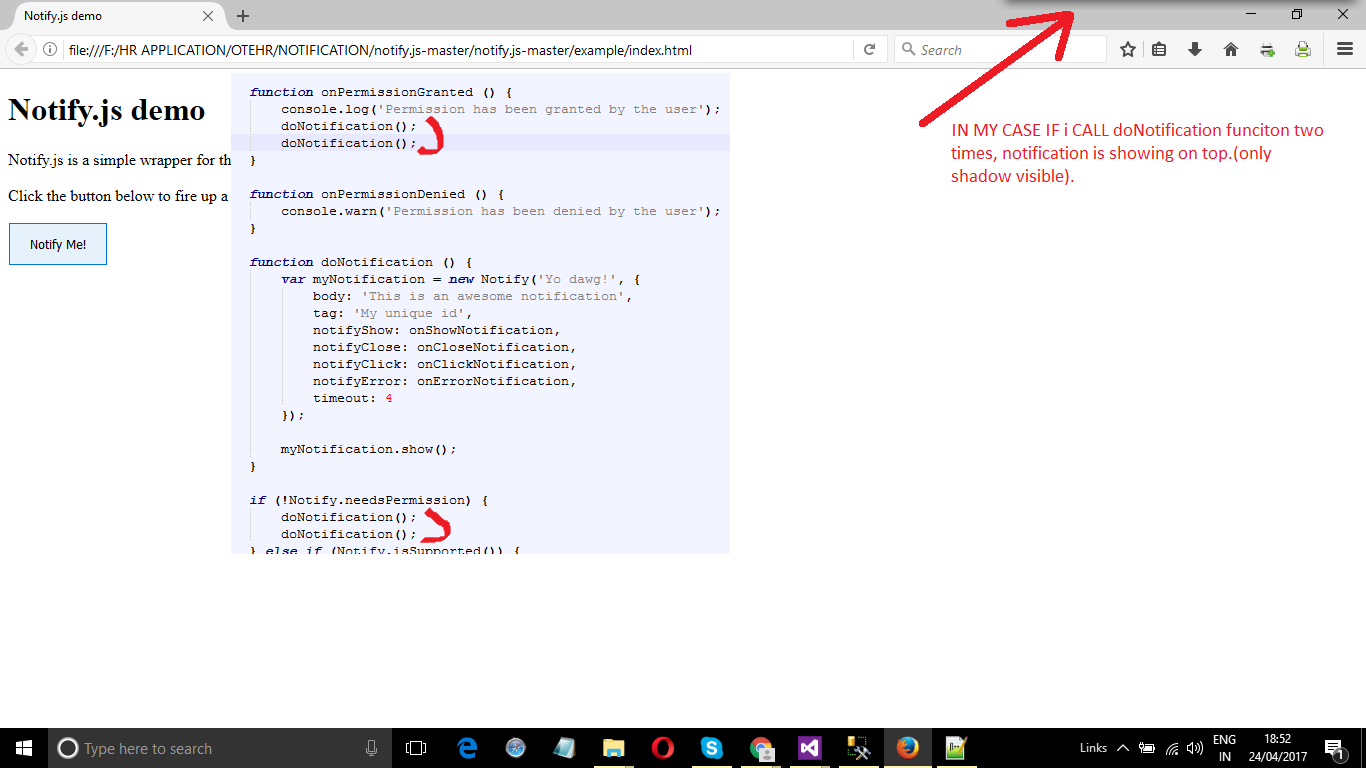 Notify.js demo
file:///F:/HR APPLICATION/OTEHR/NOTIFICATION/notify.js-master/notify.js-master/example/index.html
Search
Notify.js demo
Notify.js is a simple wrapper for th
Click the button below to fire up a
Notify Me!
function onPermissionGranted () {
console.log('Permission has been granted by the user');
doNotification();
doNotification();
}
function onPermissionDenied () {
console.warn('Permission has been denied by the user');
}
function doNotification () {
var myNotification = new Notify('Yo dawg!', {
body: 'This is an awesome notification',
tag: 'My unique id',
notifyShow: onShowNotification,
notifyClose: onCloseNotification,
notifyClick: onClickNotification,
notifyError: onErrorNotification,
timeout: 4
});
myNotification.show();
}
if (!Notify.needsPermission) {
doNotification();
doNotification();
} else if (Notify.isSupported()) {
IN MY CASE IF i CALL doNotification funciton two
times, notification is showing on top.(only
shadow visible).
Type here to search
Links
ENG
IN
18:52
24/04/2017
1